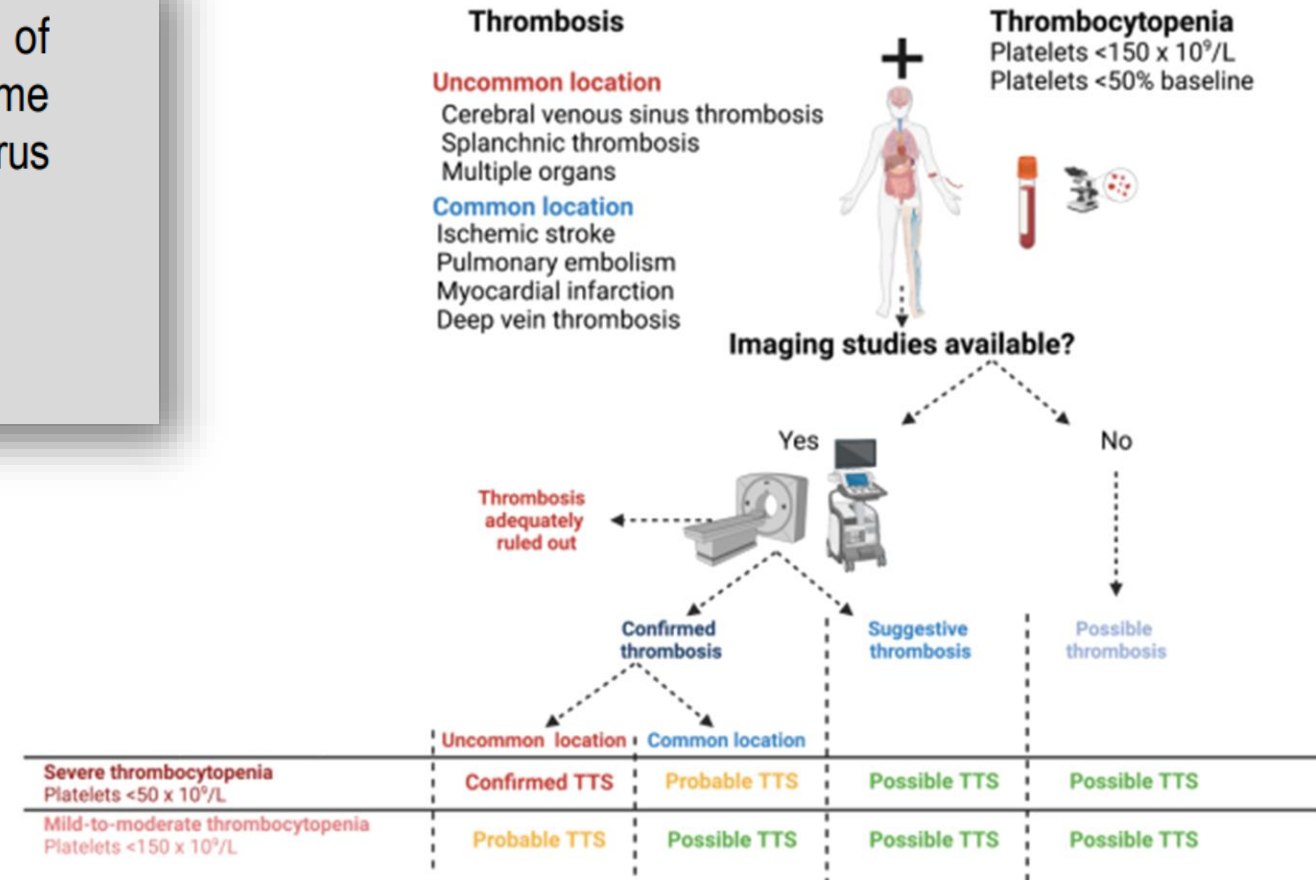 of
me
rus
Thrombosis
Uncommon location
Cerebral venous sinus thrombosis
Splanchnic thrombosis
Multiple organs
Common location
Ischemic stroke
Pulmonary embolism
Myocardial infarction
Deep vein thrombosis
+
Thrombocytopenia
Platelets <150 x 10⁹/L
Platelets <50% baseline
Imaging studies available?
Yes
No
Thrombosis
adequately
ruled out
Confirmed
thrombosis
Suggestive
thrombosis
Possible
thrombosis
Uncommon location
Common location
Severe thrombocytopenia
Platelets <50 x 10⁹/L
Confirmed TTS
Probable TTS
Possible TTS
Possible TTS
Mild-to-moderate thrombocytopenia
Platelets <150 x 10⁹/L
Probable TTS
Possible TTS
Possible TTS
Possible TTS